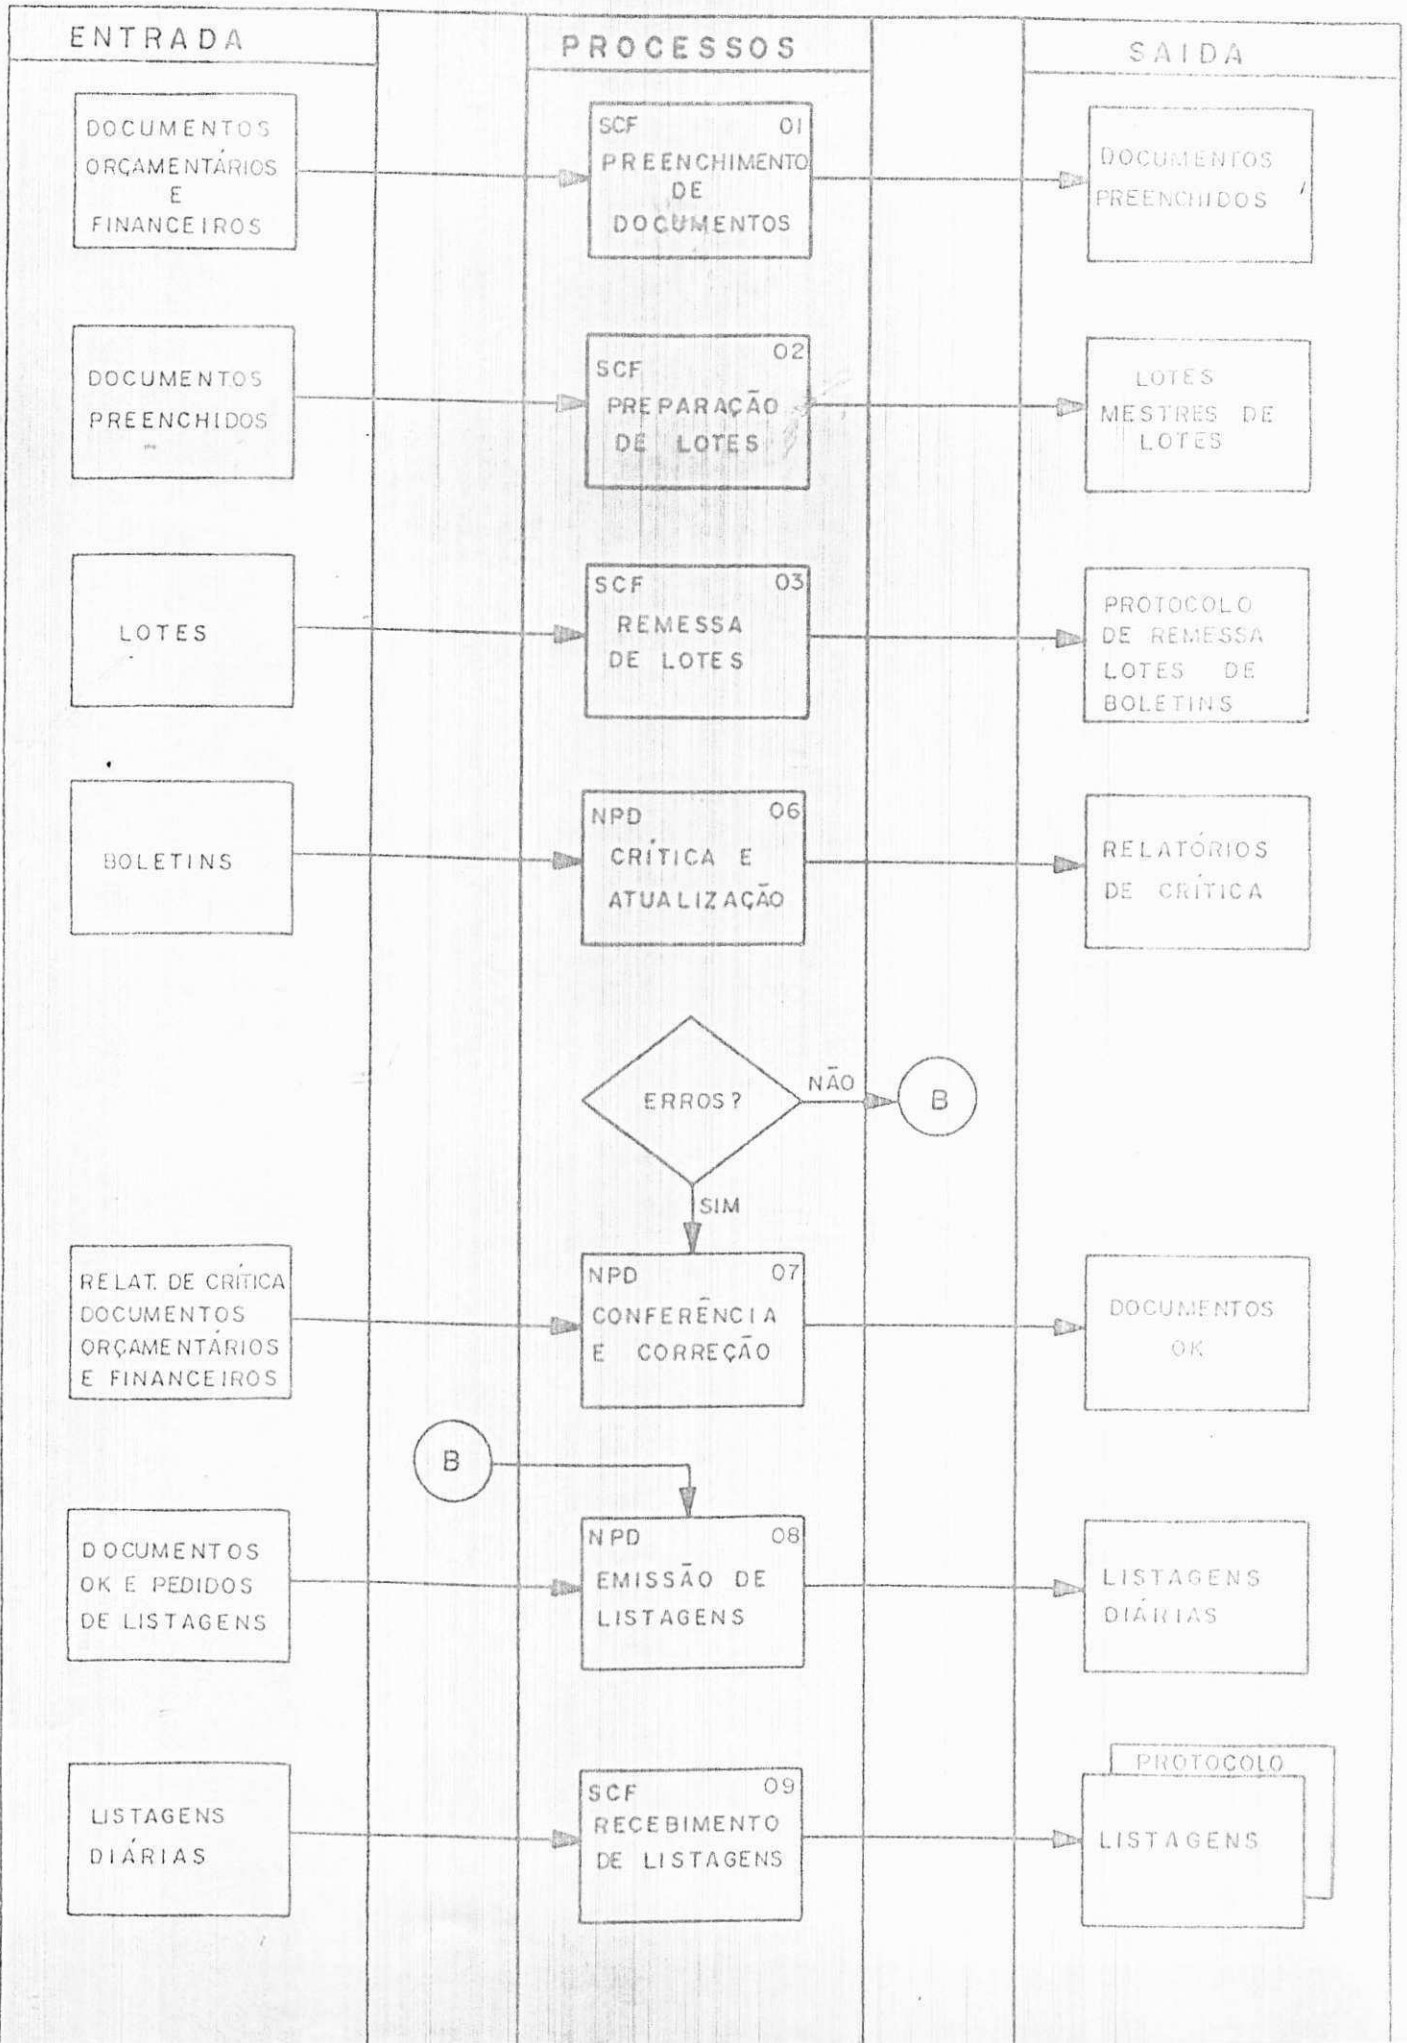 ENTRADA
PROCESSOS
SAIDA
DOCUMENTOS
ORÇAMENTÁRIOS
E
FINANCEIROS
SCF 01
PREENCHIMENTO
DE
DOCUMENTOS
DOCUMENTOS
PREENCHIDOS
DOCUMENTOS
PREENCHIDOS
02
SCF
PREPARAÇÃO
DE LOTES
LOTES
MESTRES DE
LOTES
LOTES
SCF 03
REMESSA
DE LOTES
PROTOCOLO
DE REMESSA
LOTES DE
BOLETINS
BOLETINS
NPD 06
CRÍTICA E
ATUALIZAÇÃO
RELATÓRIOS
DE CRÍTICA
ERROS?
NÃO
B
SIM
RELAT. DE CRÍTICA
DOCUMENTOS
ORÇAMENTÁRIOS
E FINANCEIROS
NPD 07
CONFERÊNCIA
E CORREÇÃO
DOCUMENTOS
OK
B
DOCUMENTOS
OK E PEDIDOS
DE LISTAGENS
NPD 08
EMISSÃO DE
LISTAGENS
LISTAGENS
DIÁRIAS
LISTAGENS
DIÁRIAS
SCF 09
RECEBIMENTO
DE LISTAGENS
PROTOCOLO
LISTAGENS